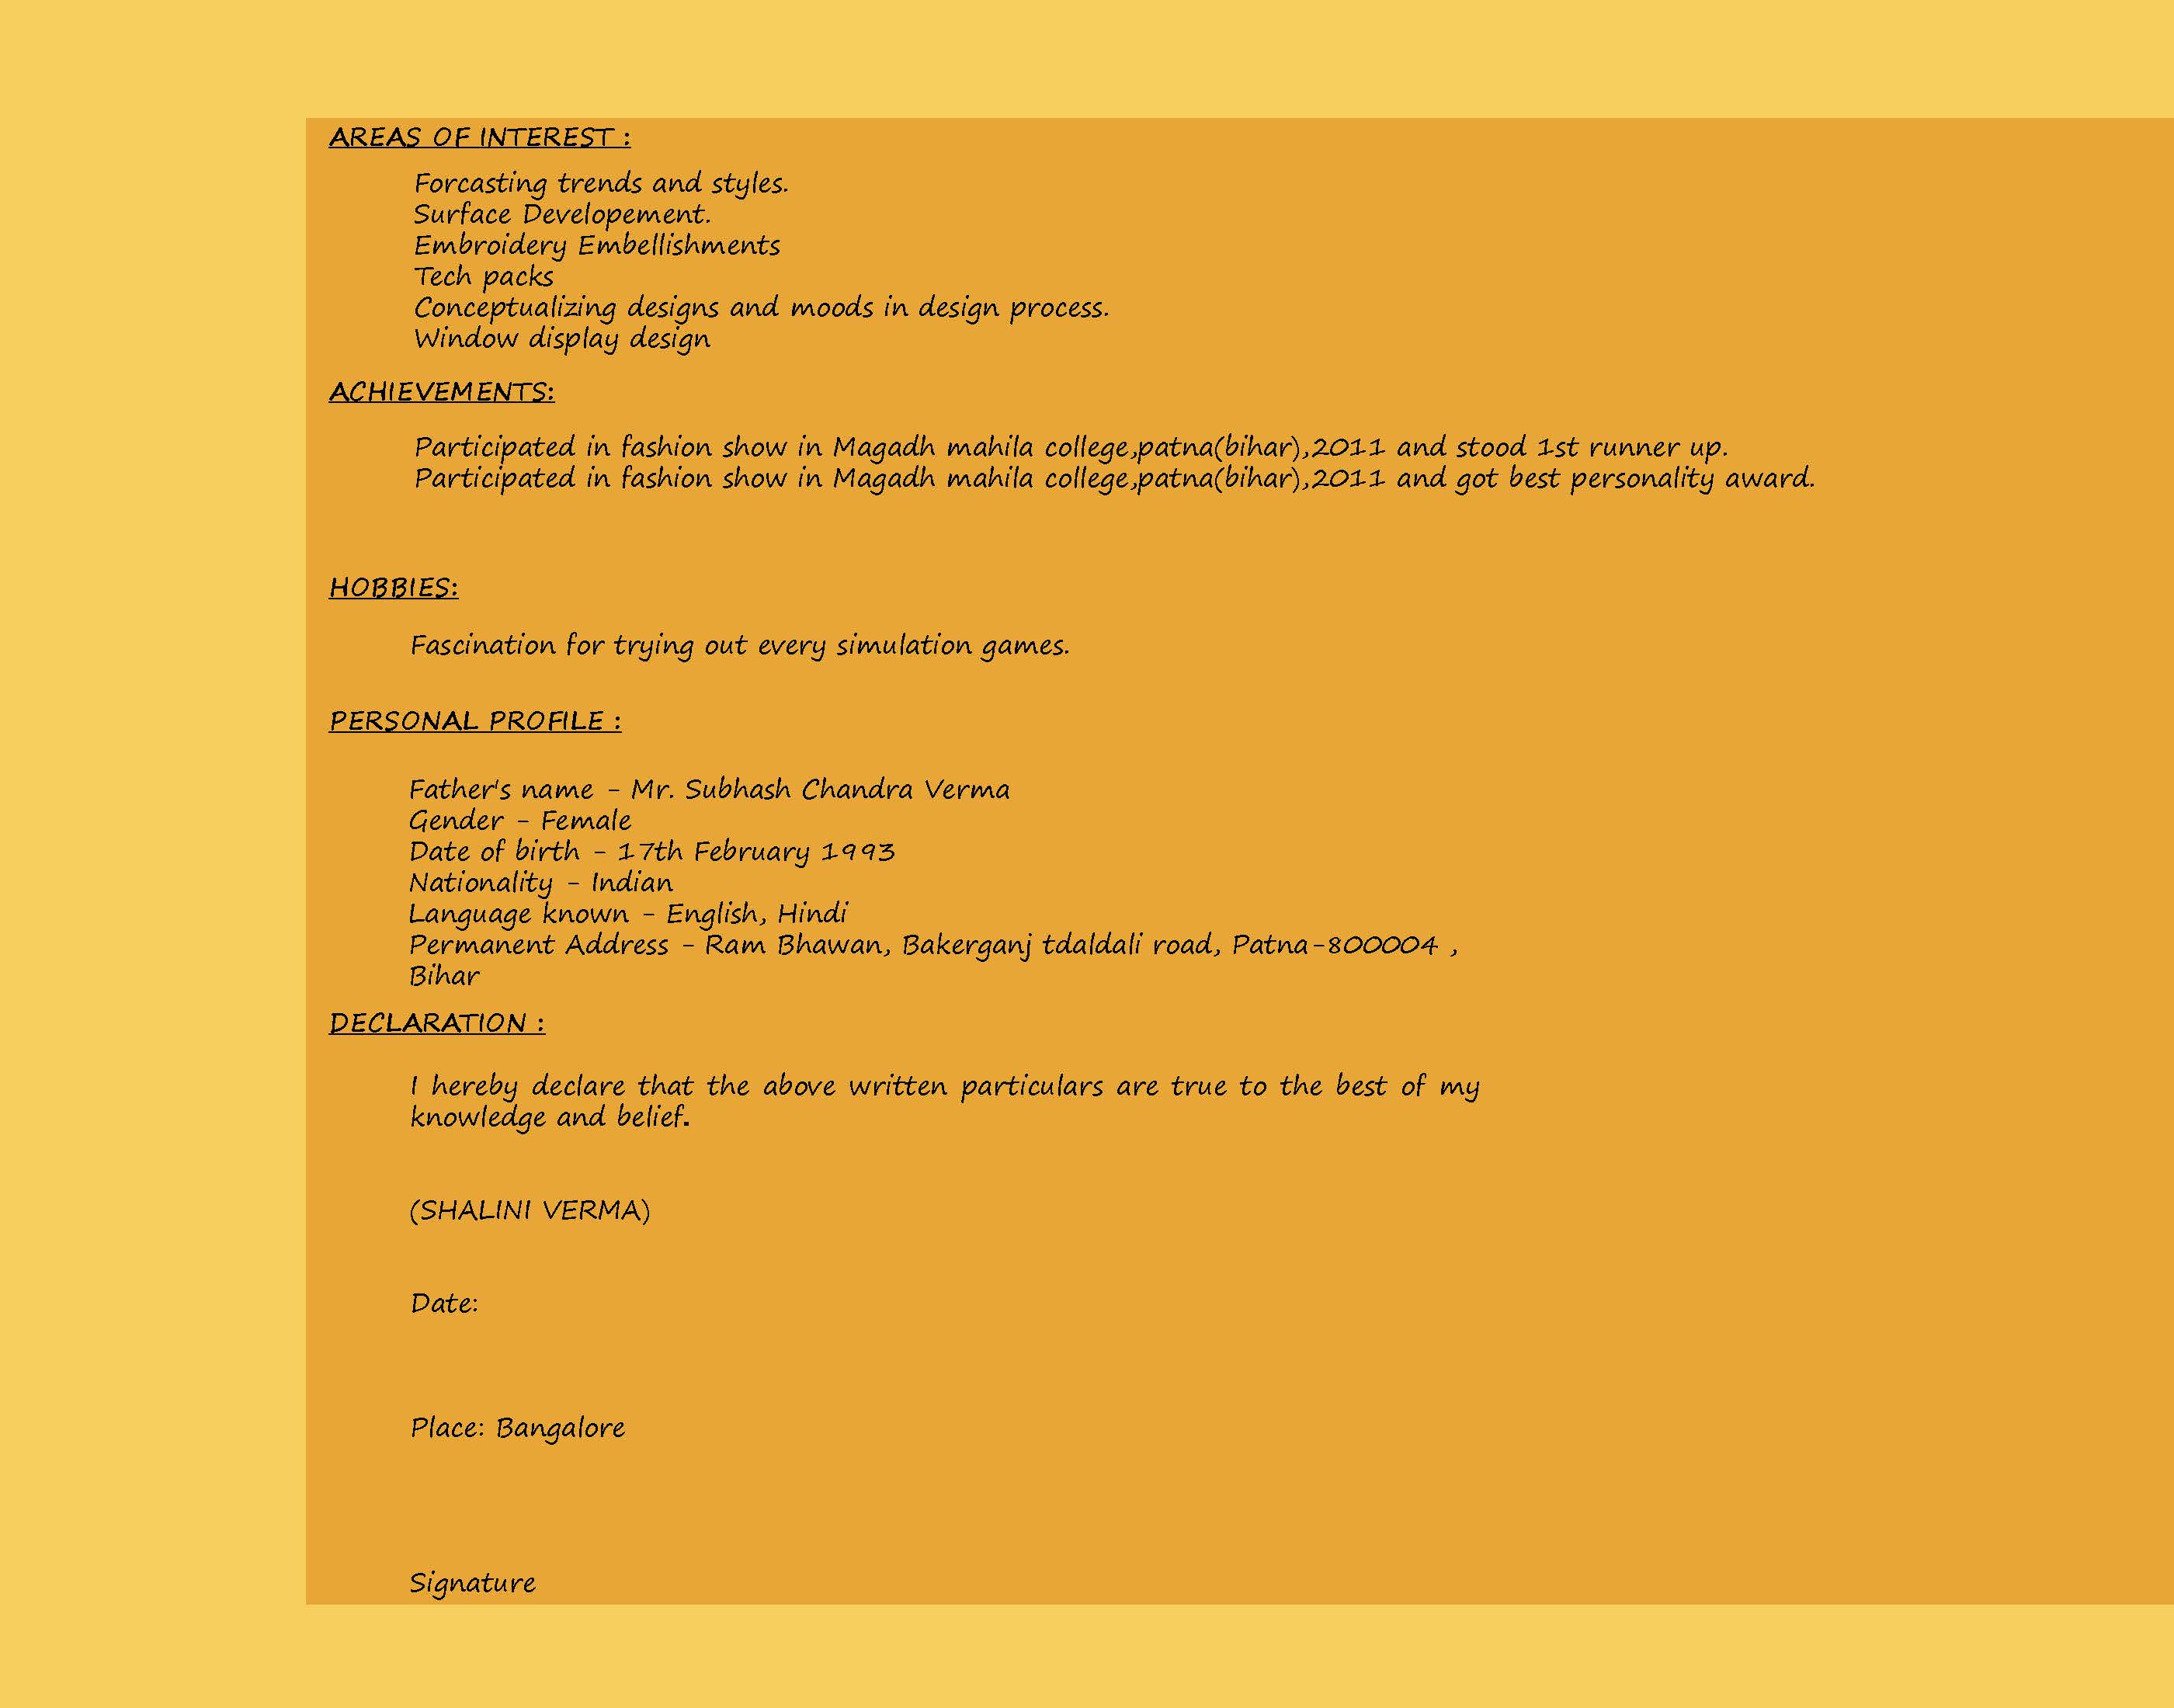 AREAS OF INTEREST :
Forcasting trends and styles.
Surface Developement.
Embroidery Embellishments
Tech packs
Conceptualizing designs and moods in design process.
Window display design
ACHIEVEMENTS:
Participated in fashion show in Magadh mahila college,patna(bihar),2011 and stood 1st runner up.
Participated in fashion show in Magadh mahila college,patna(bihar),2011 and got best personality award.
HOBBIES:
Fascination for trying out every simulation games.
PERSONAL PROFILE :
Father's name - Mr. Subhash Chandra Verma
Gender - Female
Date of birth - 17th February 1993
Nationality - Indian
Language known - English, Hindi
Permanent Address - Ram Bhawan, Bakerganj tdaldali road, Patna-800004 ,
Bihar
DECLARATION :
I hereby declare that the above written particulars are true to the best of my
knowledge and belief.
(SHALINI VERMA)
Date:
Place: Bangalore
Signature